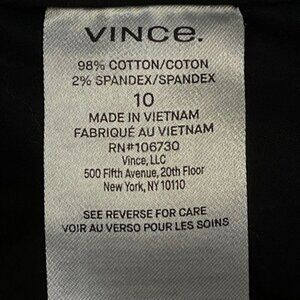 VINCE.
98% COTTON/COTON
2% SPANDEX/SPANDEX
10
MADE IN VIETNAM
FABRIQUÉ AU VIETNAM
RN#106730
Vince, LLC
500 Fifth Avenue, 20th Floor
New York, NY 10110
SEE REVERSE FOR CARE
VOIR AU VERSO POUR LES SOINS